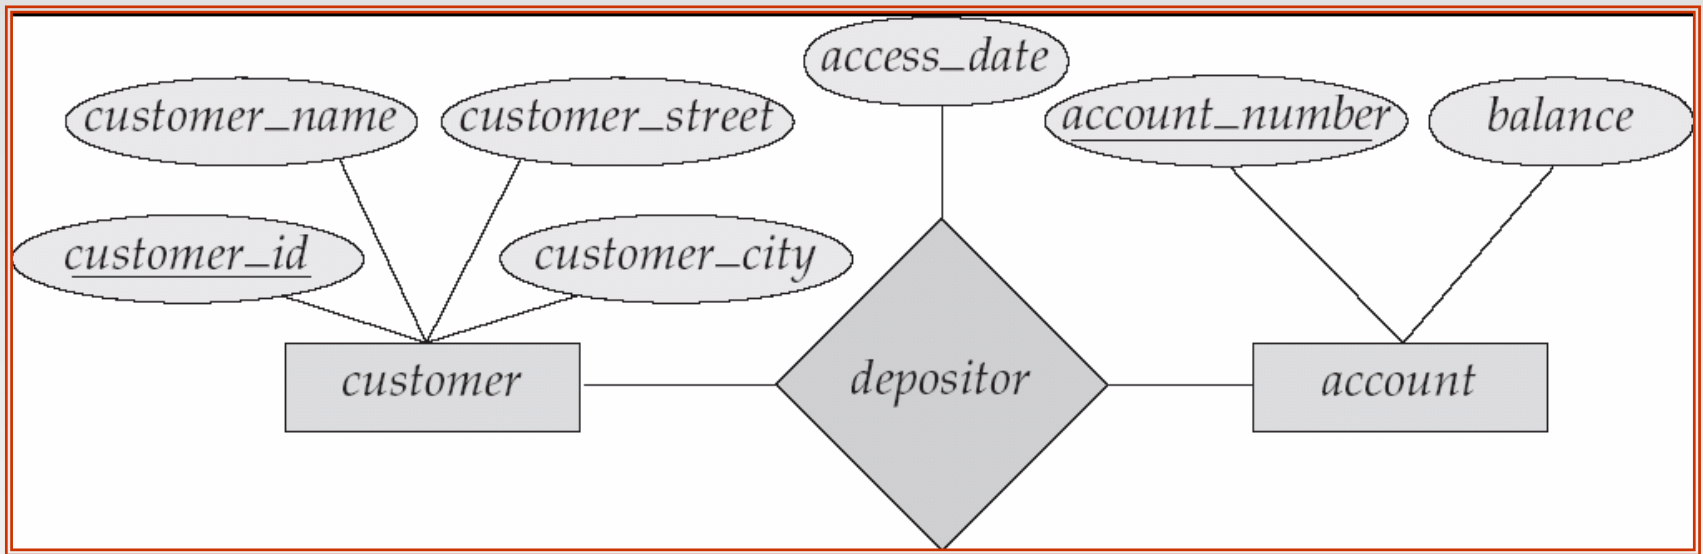 access_date
customer_name
customer_street
account_number
balance
customer_id
customer_city
customer
depositor
account